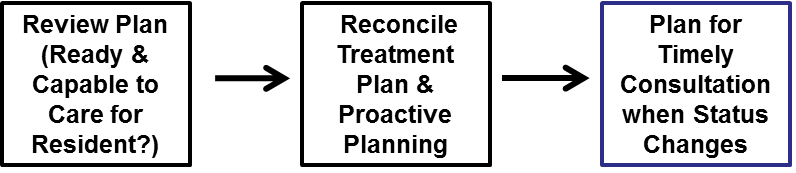 Review Plan
(Ready &
Capable to
Care for
Resident?)
Reconcile
Treatment
Plan &
Proactive
Planning
Plan for
Timely
Consultation
when Status
Changes